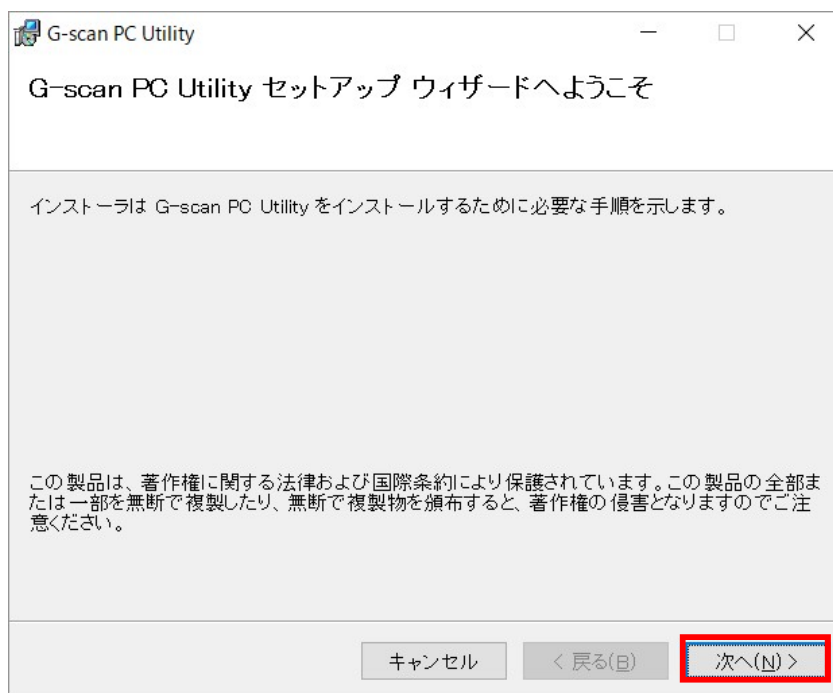 G-scan PC Utility
G-scan PC Utility セットアップ ウィザードへようこそ
インストーラは G-scan PC Utility をインストールするために必要な手順を示します。
この製品は、著作権に関する法律および国際条約により保護されています。この製品の全部ま
たは一部を無断で複製したり、無断で複製物を頒布すると、著作権の侵害となりますのでご注
意ください。
キャンセル
< 戻る(B)
次へ(N) >